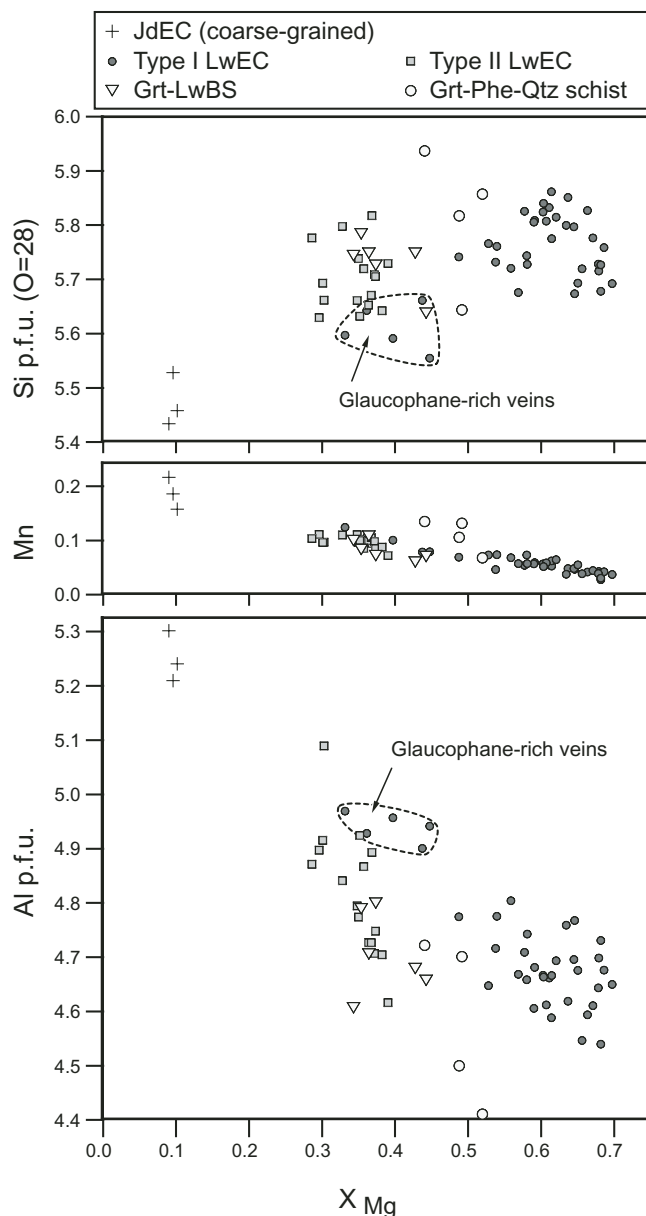 JdEC (coarse-grained)
Type I LwEC
Type II LwEC
Grt-LwBS
Grt-Phe-Qtz schist
6.0
5.9
5.8
5.7
5.6
5.5
5.4
Si p.f.u. (O=28)
Glaucophane-rich veins
0.2
0.1
0.0
Mn
5.3
5.2
5.1
5.0
4.9
4.8
4.7
4.6
4.5
4.4
Al p.f.u.
Glaucophane-rich veins
0.0 0.1 0.2 0.3 0.4 0.5 0.6 0.7
X Mg